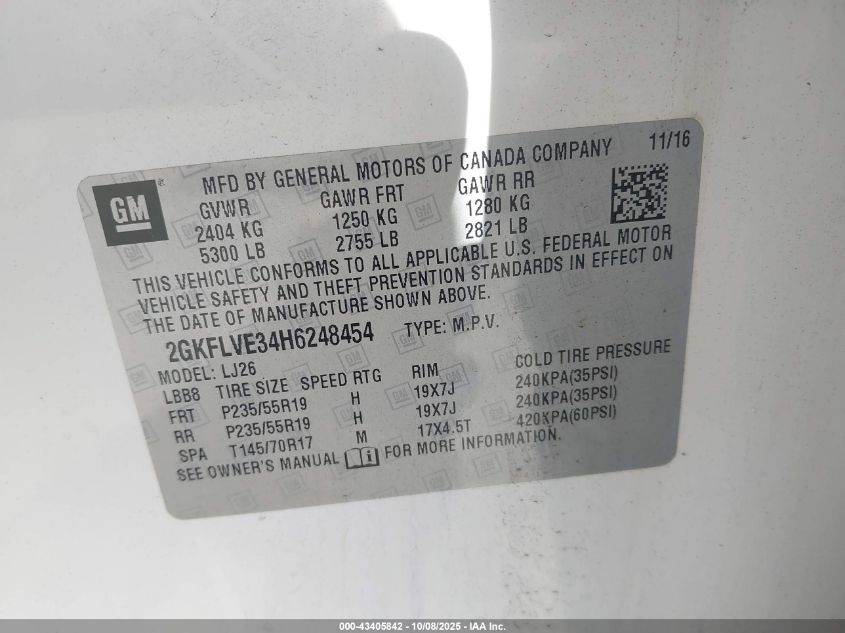 GM
®
MFD BY GENERAL MOTORS OF CANADA COMPANY 11/16
GVWR GAWR FRT GAWR RR
2404 KG 1250 KG 1280 KG
5300 LB 2755 LB 2821 LB
THIS VEHICLE CONFORMS TO ALL APPLICABLE U.S. FEDERAL MOTOR
VEHICLE SAFETY AND THEFT PREVENTION STANDARDS IN EFFECT ON
THE DATE OF MANUFACTURE SHOWN ABOVE.
2GKFLVE34H6248454 TYPE: M.P.V.
MODEL: LJ26
LBB8 TIRE SIZE SPEED RTG RIM COLD TIRE PRESSURE
FRT P235/55R19 H 19X7J 240KPA(35PSI)
RR P235/55R19 H 19X7J 240KPA(35PSI)
SPA T145/70R17 M 17X4.5T 420KPA(60PSI)
SEE OWNER'S MANUAL i FOR MORE INFORMATION.
000-43405842 - 10/08/2025 - IAA Inc.